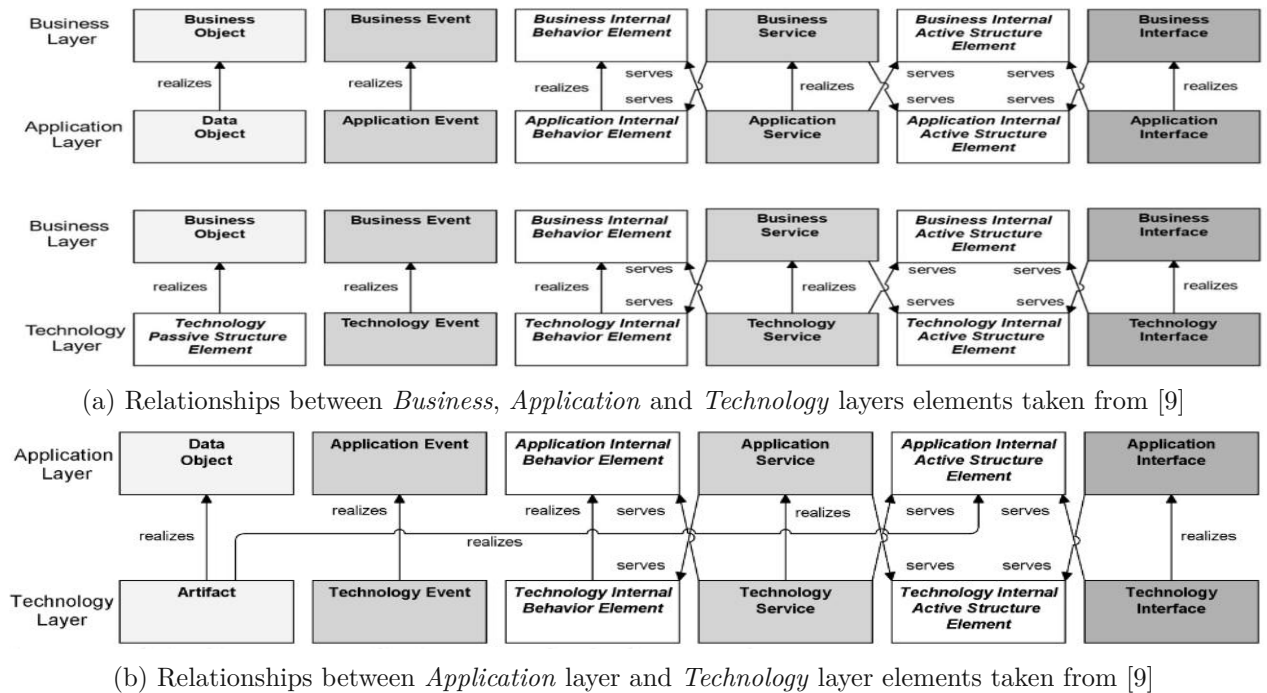 Business
Layer
Business
Object
Business Event
Business Internal
Behavior Element
Business
Service
Business Internal
Active Structure
Element
Business
Interface
realizes
realizes
realizes
serves
serves
realizes
serves
serves
serves
serves
realizes
Application
Layer
Data
Object
Application Event
Application Internal
Behavior Element
Application
Service
Application Internal
Active Structure
Element
Application
Interface
Business
Layer
Business
Object
Business Event
Business Internal
Behavior Element
Business
Service
Business Internal
Active Structure
Element
Business
Interface
realizes
realizes
realizes
serves
serves
realizes
serves
serves
serves
serves
realizes
Technology
Layer
Technology
Passive Structure
Element
Technology Event
Technology Internal
Behavior Element
Technology
Service
Technology Internal
Active Structure
Element
Technology
Interface
(a) Relationships between Business, Application and Technology layers elements taken from [9]
Application
Layer
Data
Object
Application Event
Application Internal
Behavior Element
Application
Service
Application Internal
Active Structure
Element
Application
Interface
realizes
realizes
realizes
realizes
serves
serves
realizes
serves
serves
serves
serves
realizes
Technology
Layer
Artifact
Technology Event
Technology Internal
Behavior Element
Technology
Service
Technology Internal
Active Structure
Element
Technology
Interface
(b) Relationships between Application layer and Technology layer elements taken from [9]